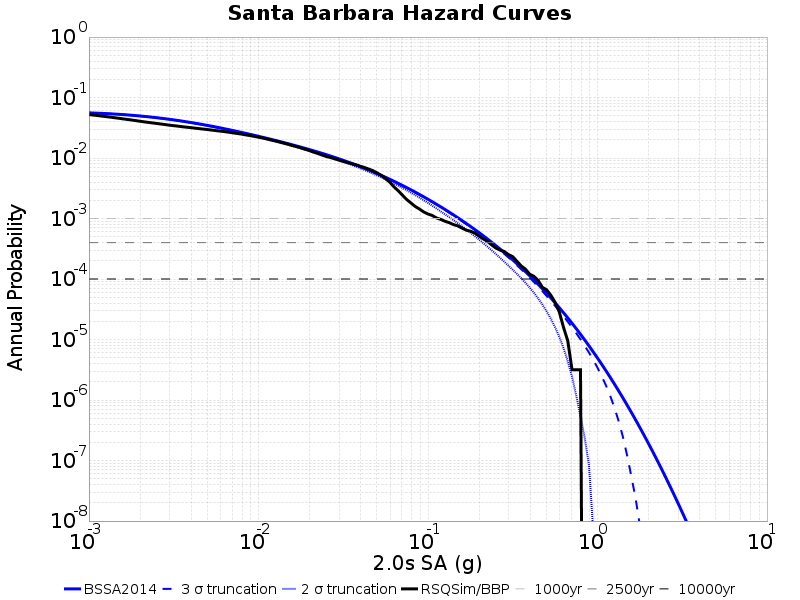 Santa Barbara Hazard Curves
10^0
10^-1
10^-2
10^-3
10^-4
10^-5
10^-6
10^-7
10^-8
Annual Probability
10^-3 10^-2 10^-1 10^0 10^1
2.0s SA (g)
BSSA2014 3 σ truncation 2 σ truncation RSQSim/BBP 1000yr 2500yr 10000yr